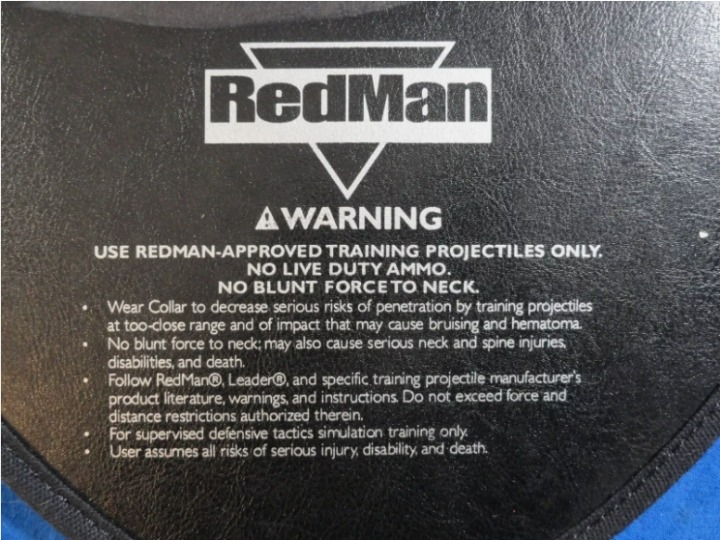 RedMan
⚠WARNING
USE REDMAN-APPROVED TRAINING PROJECTILES ONLY.
NO LIVE DUTY AMMO.
NO BLUNT FORCE TO NECK.
• Wear Collar to decrease serious risks of penetration by training projectiles
at too-close range and of impact that may cause bruising and hematoma.
• No blunt force to neck; may also cause serious neck and spine injuries,
disabilities, and death.
• Follow RedMan®, Leader®, and specific training projectile manufacturer's
product literature, warnings, and instructions. Do not exceed force and
distance restrictions authorized therein.
• For supervised defensive tactics simulation training only.
• User assumes all risks of serious injury, disability, and death.